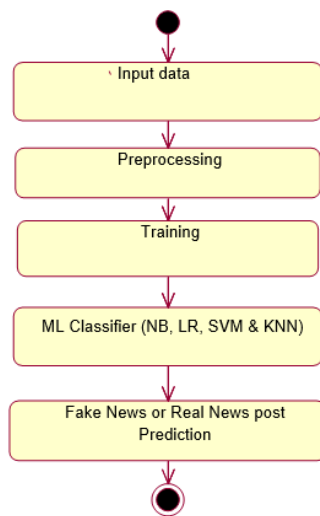 Input data
Preprocessing
Training
ML Classifier (NB, LR, SVM & KNN)
Fake News or Real News post
Prediction